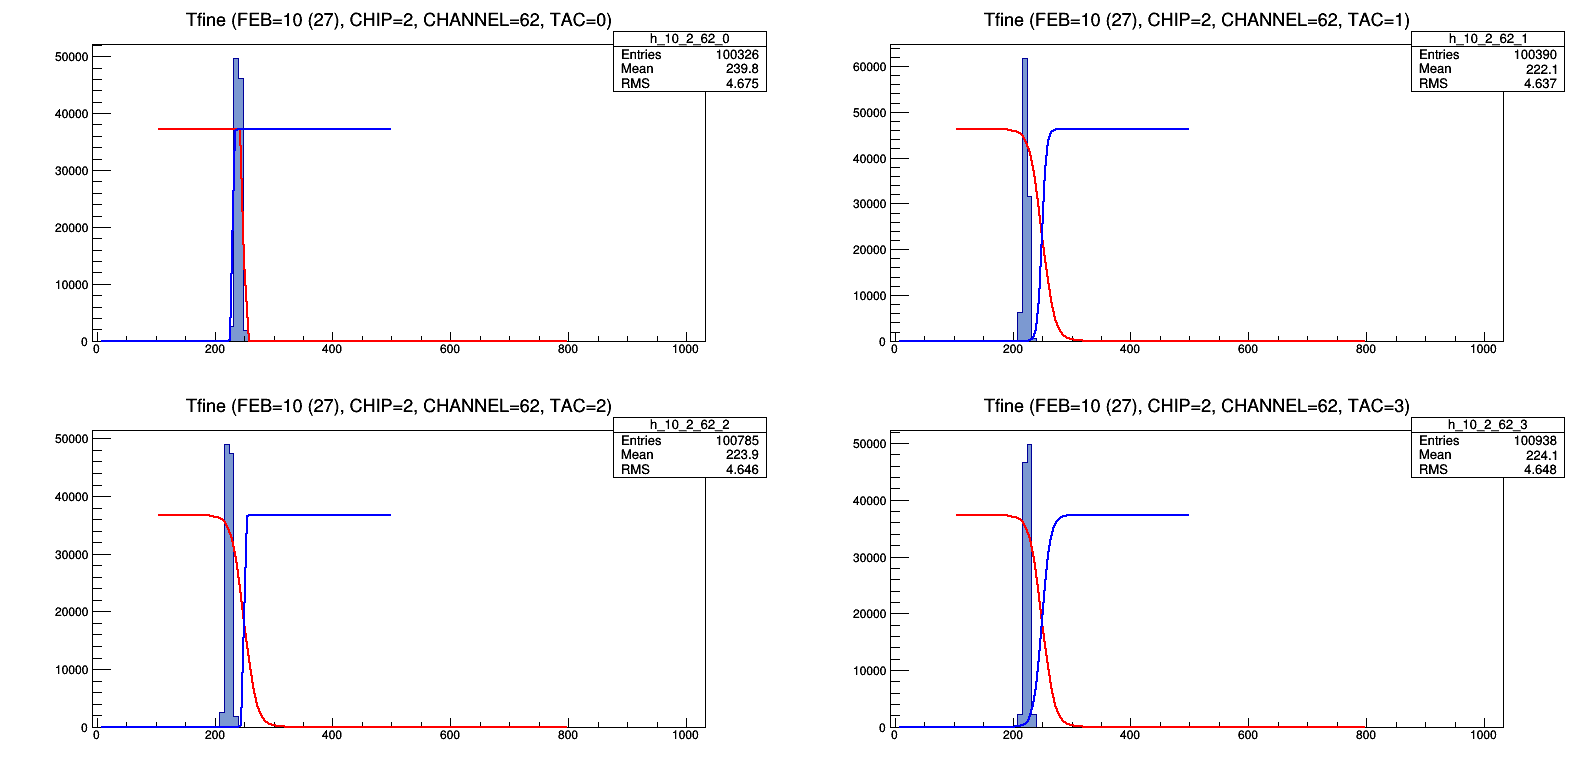 Tfine (FEB=10 (27), CHIP=2, CHANNEL=62, TAC=0)
h_10_2_62_0
Entries 100326
Mean 239.8
RMS 4.675
50000
40000
30000
20000
10000
0
0 200 400 600 800 1000
Tfine (FEB=10 (27), CHIP=2, CHANNEL=62, TAC=1)
h_10_2_62_1
Entries 100390
Mean 222.1
RMS 4.637
60000
50000
40000
30000
20000
10000
0
0 200 400 600 800 1000
Tfine (FEB=10 (27), CHIP=2, CHANNEL=62, TAC=2)
h_10_2_62_2
Entries 100785
Mean 223.9
RMS 4.646
50000
40000
30000
20000
10000
0
0 200 400 600 800 1000
Tfine (FEB=10 (27), CHIP=2, CHANNEL=62, TAC=3)
h_10_2_62_3
Entries 100938
Mean 224.1
RMS 4.648
50000
40000
30000
20000
10000
0
0 200 400 600 800 1000